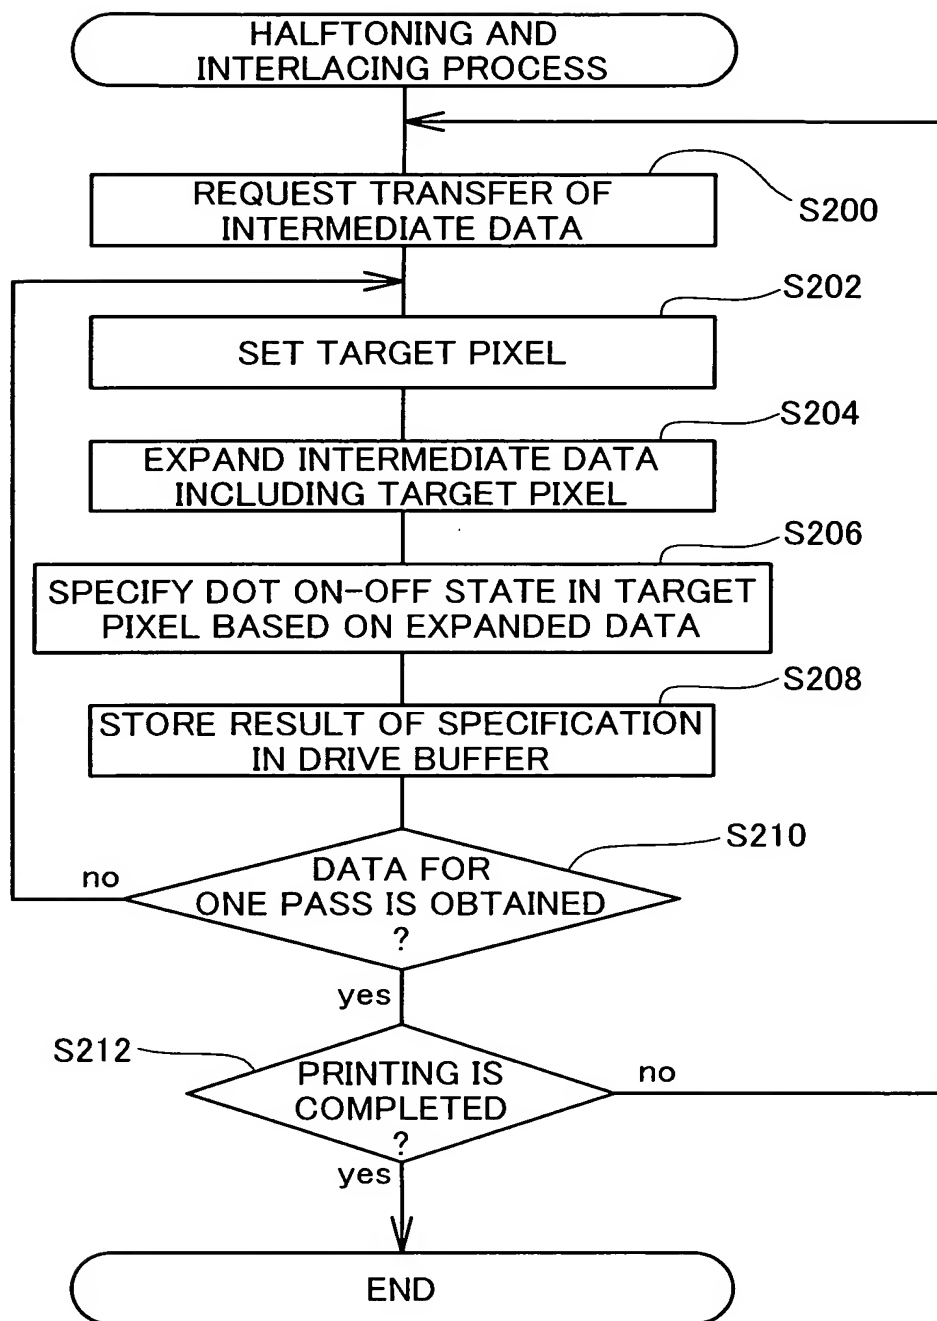 HALFTONING AND
INTERLACING PROCESS
REQUEST TRANSFER OF
INTERMEDIATE DATA
S200
S202
SET TARGET PIXEL
S204
EXPAND INTERMEDIATE DATA
INCLUDING TARGET PIXEL
S206
SPECIFY DOT ON-OFF STATE IN TARGET
PIXEL BASED ON EXPANDED DATA
S208
STORE RESULT OF SPECIFICATION
IN DRIVE BUFFER
S210
DATA FOR
ONE PASS IS OBTAINED
?
no
yes
S212
PRINTING IS
COMPLETED
?
no
yes
END